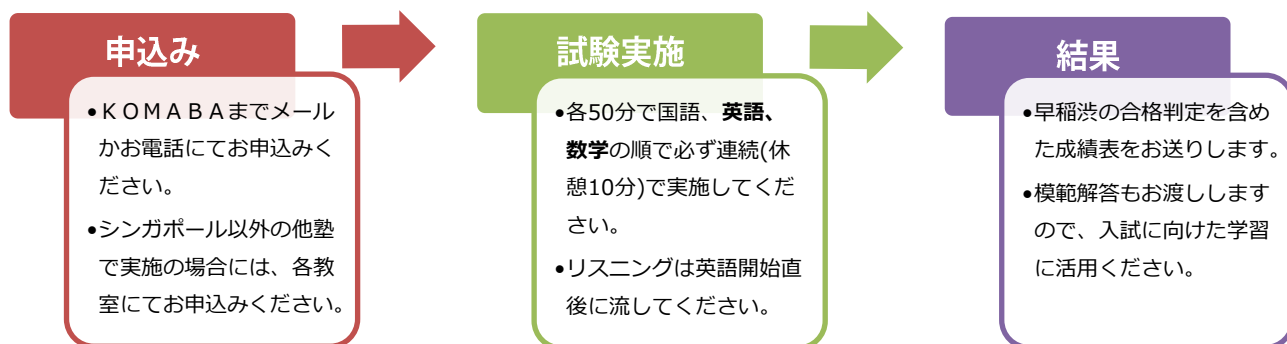 申込み
•ＫＯＭＡＢＡまでメール
かお電話にてお申込みく
ださい。
•シンガポール以外の他塾
で実施の場合には、各教
室にてお申込みください。
試験実施
•各50分で国語、英語、
数学の順で必ず連続(休
憩10分)で実施してくだ
さい。
•リスニングは英語開始直
後に流してください。
結果
•早稲渋の合格判定を含め
た成績表をお送りします。
•模範解答もお渡しします
ので、入試に向けた学習
に活用ください。